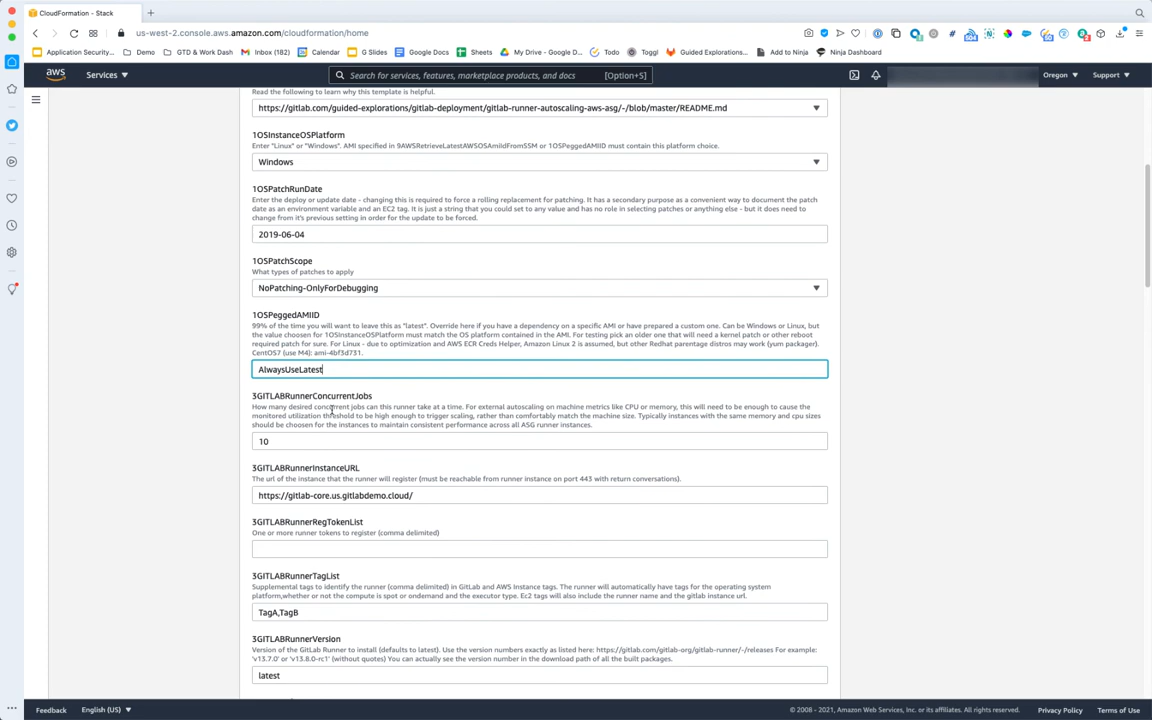 CloudFormation - Stack
us-west-2.console.aws.amazon.com/cloudformation/home
Application Security... Demo GTD & Work Dash Inbox (182) Calendar G Slides Google Docs Sheets My Drive - Google D... Todo Toggl Guided Explorations... Add to Ninja Ninja Dashboard
aws Services Search for services, features, marketplace products, and docs [Option+S] Oregon Support
Read the following to learn why this template is helpful.
https://gitlab.com/guided-explorations/gitlab-deployment/gitlab-runner-autoscaling-aws-asg/-/blob/master/README.md
1OSInstanceOSPlatform
Enter "Linux" or "Windows". AMI specified in 9AWSRetrieveLatestAWSOSAmiIdFromSSM or 1OSPeggedAMIID must contain this platform choice.
Windows
1OSPatchRunDate
Enter the deploy or update date - changing this is required to force a rolling replacement for patching. It has a secondary purpose as a convenient way to document the patch
date as an environment variable and an EC2 tag. It is just a string that you could set to any value and has no role in selecting patches or anything else - but it does need to
change from it's previous setting in order for the update to be forced.
2019-06-04
1OSPatchScope
What types of patches to apply
NoPatching-OnlyForDebugging
1OSPeggedAMIID
99% of the time you will want to leave this as "latest". Override here if you have a dependency on a specific AMI or have prepared a custom one. Can be Windows or Linux, but
the value choosen for 1OSInstanceOSPlatform must match the OS platform contained in the AMI. For testing pick an older one that will need a kernel patch or other reboot
required patch for sure. For Linux - due to optimization and AWS ECR Creds Helper, Amazon Linux 2 is assumed, but other Redhat parentage distros may work (yum packager).
CentOS7 (use M4): ami-4bf3d731.
AlwaysUseLatest
3GITLABRunnerConcurrentJobs
How many desired concurrent jobs can this runner take at a time. For external autoscaling on machine metrics like CPU or memory, this will need to be enough to cause the
monitored utilization threshold to be high enough to trigger scaling, rather than comfortably match the machine size. Typically instances with the same memory and cpu sizes
should be choosen for the instances to maintain consistent performance across all ASG runner instances.
10
3GITLABRunnerInstanceURL
The url of the instance that the runner will register (must be reachable from runner instance on port 443 with return conversations).
https://gitlab-core.us.gitlabdemo.cloud/
3GITLABRunnerRegTokenList
One or more runner tokens to register (comma delimited)
3GITLABRunnerTagList
Supplemental tags to identify the runner (comma delimited) in GitLab and AWS Instance tags. The runner will automatically have tags for the operating system
platform,whether or not the compute is spot or ondemand and the executor type. Ec2 tags will also include the runner name and the gitlab instance url.
TagA,TagB
3GITLABRunnerVersion
Version of the GitLab Runner to install (defaults to latest). Use the version numbers exactly as listed here: https://gitlab.com/gitlab-org/gitlab-runner/-/releases For example:
'v13.7.0' or 'v13.8.0-rc1' (without quotes) You can actually see the version number in the download path of all the built packages.
latest
Feedback English (US) © 2008 - 2021, Amazon Web Services, Inc. or its affiliates. All rights reserved. Privacy Policy Terms of Use